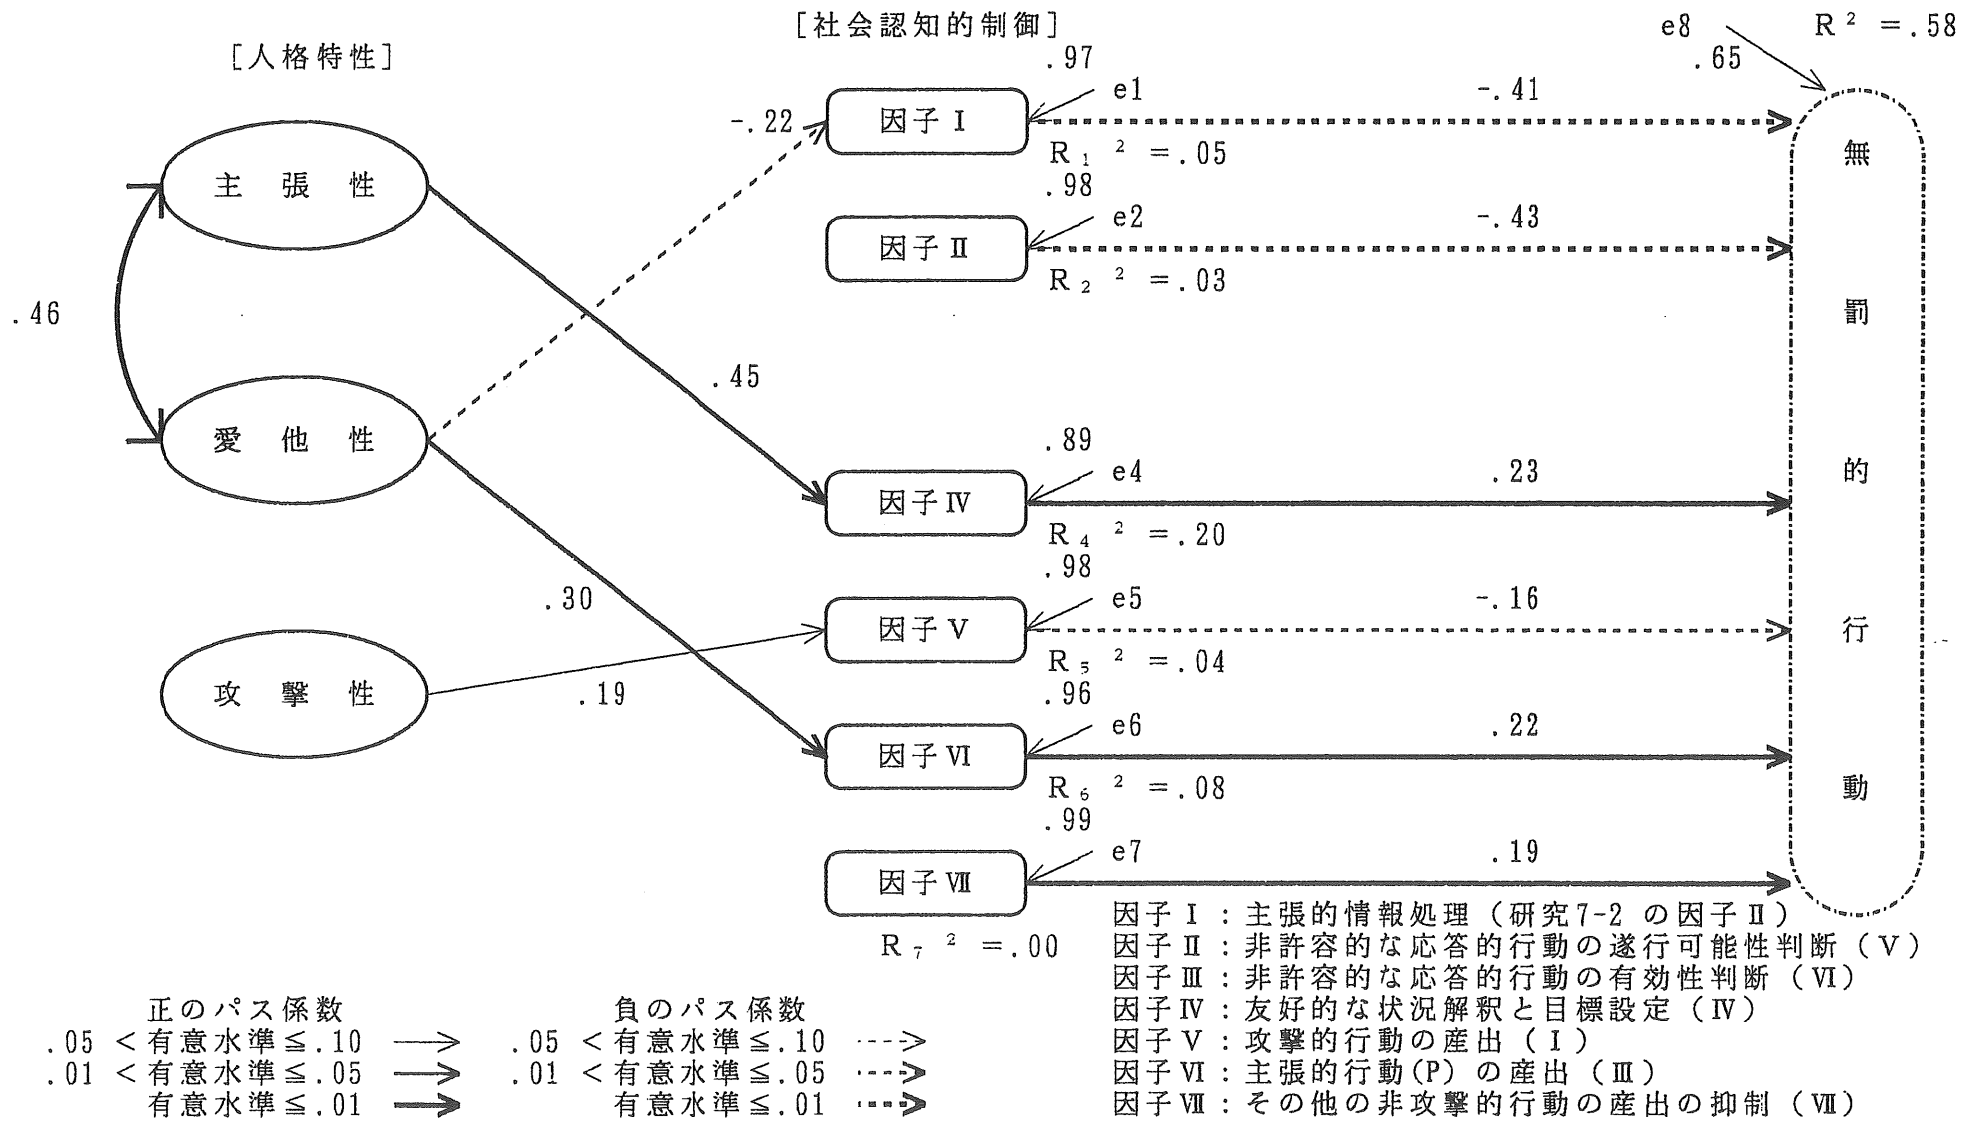 [人格特性]
[社会認知的制御]
e8
R² =.58
.65
.97
e1
-.41
-.22
因子Ⅰ
R₁² =.05
主張性
.98
e2
-.43
因子Ⅱ
R₂² =.03
.46
.45
愛他性
.89
e4
.23
因子Ⅳ
R₄² =.20
.98
e5
-.16
.30
因子Ⅴ
R₅² =.04
攻撃性
.19
.96
e6
.22
因子Ⅵ
R₆² =.08
.99
e7
.19
因子Ⅶ
R₇² =.00
無罰的行動
因子Ⅰ:主張的情報処理(研究7-2 の因子Ⅱ)
因子Ⅱ:非許容的な応答的行動の遂行可能性判断(Ⅴ)
因子Ⅲ:非許容的な応答的行動の有効性判断(Ⅵ)
因子Ⅳ:友好的な状況解釈と目標設定(Ⅳ)
因子Ⅴ:攻撃的行動の産出(Ⅰ)
因子Ⅵ:主張的行動(P)の産出(Ⅲ)
因子Ⅶ:その他の非攻撃的行動の産出の抑制(Ⅶ)
正のパス係数
.05 <有意水準≦.10
.01 <有意水準≦.05
有意水準≦.01
負のパス係数
.05 <有意水準≦.10
.01 <有意水準≦.05
有意水準≦.01